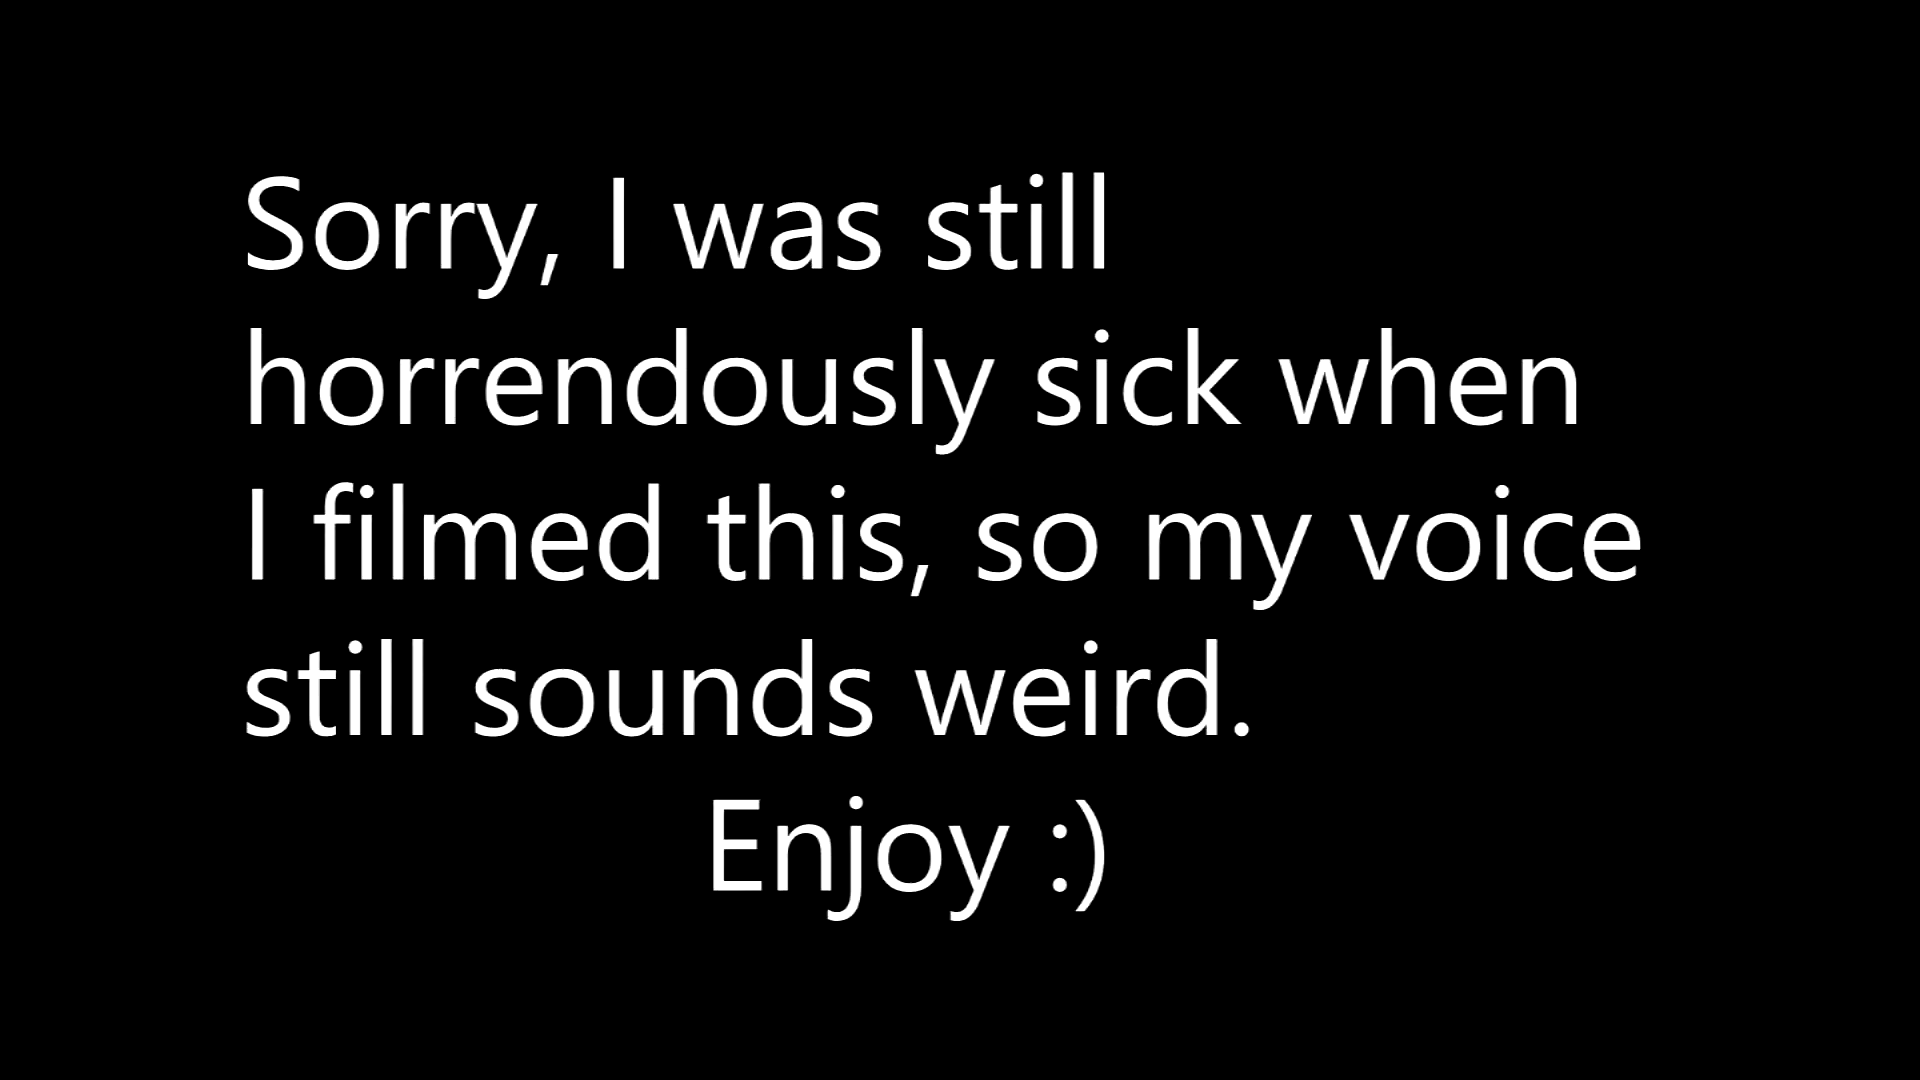 Sorry, I was still
horrendously sick when
I filmed this, so my voice
still sounds weird.
Enjoy :)